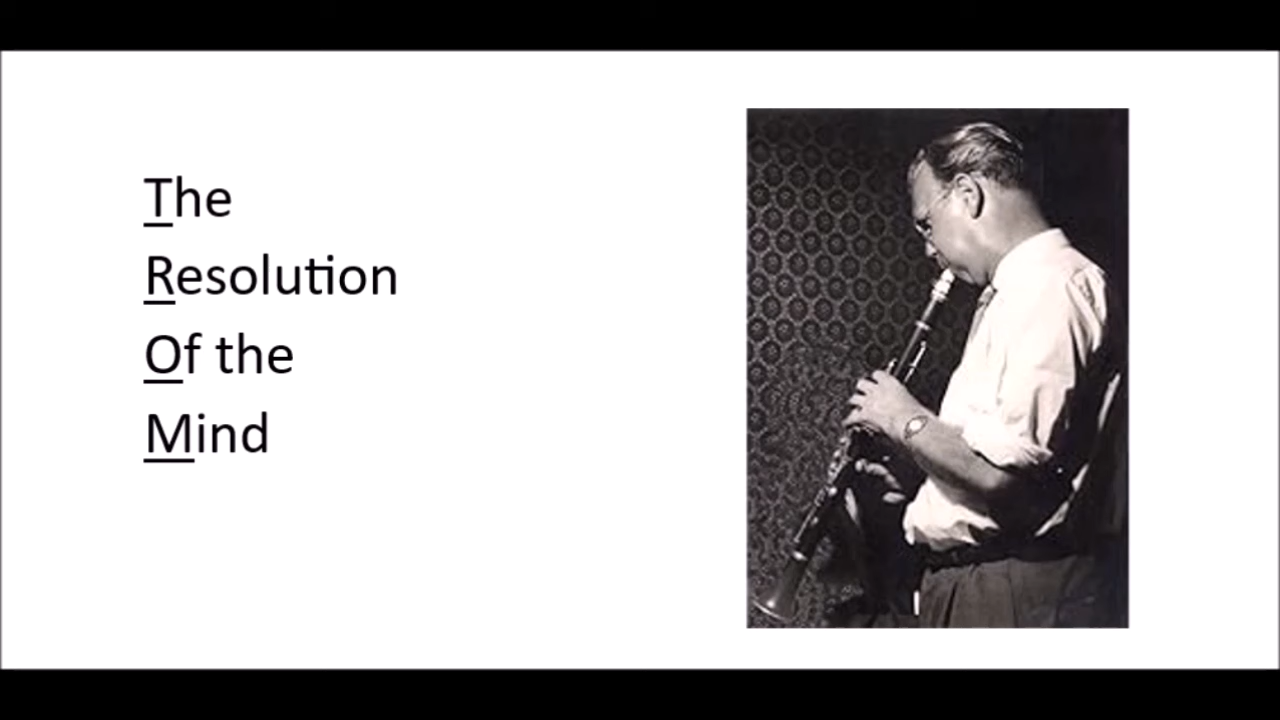 The
Resolution
Of the
Mind